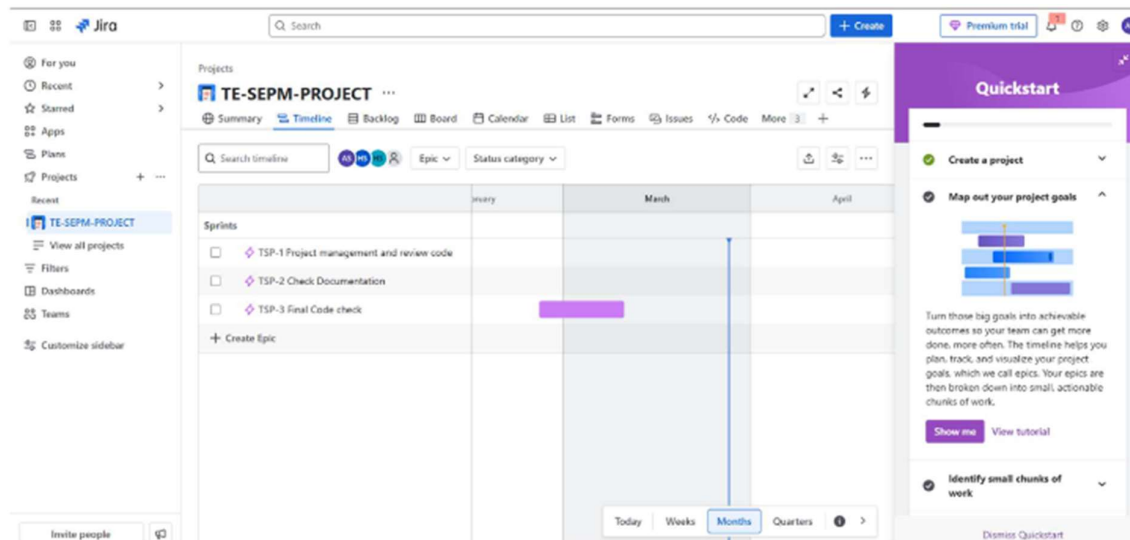 Jira
Search
+ Create
Premium trial
1
For you
Recent
Starred
Apps
Plans
Projects
Recent
TE-SEPM-PROJECT
View all projects
Filters
Dashboards
Teams
Customize sidebar
Invite people
Projects
TE-SEPM-PROJECT
Summary Timeline Backlog Board Calendar List Forms Issues Code More 3 +
Search timeline
AS HS HS Epic Status category
March April
Sprints
TSP-1 Project management and review code
TSP-2 Check Documentation
TSP-3 Final Code check
+ Create Epic
Today Weeks Months Quarters
Quickstart
Create a project
Map out your project goals
Turn those big goals into achievable
outcomes so your team can get more
done, more often. The timeline helps you
plan, track, and visualize your project
goals, which we call epics. Your epics are
then broken down into small, actionable
chunks of work.
Show me View tutorial
Identify small chunks of
work
Dismiss Quickstart